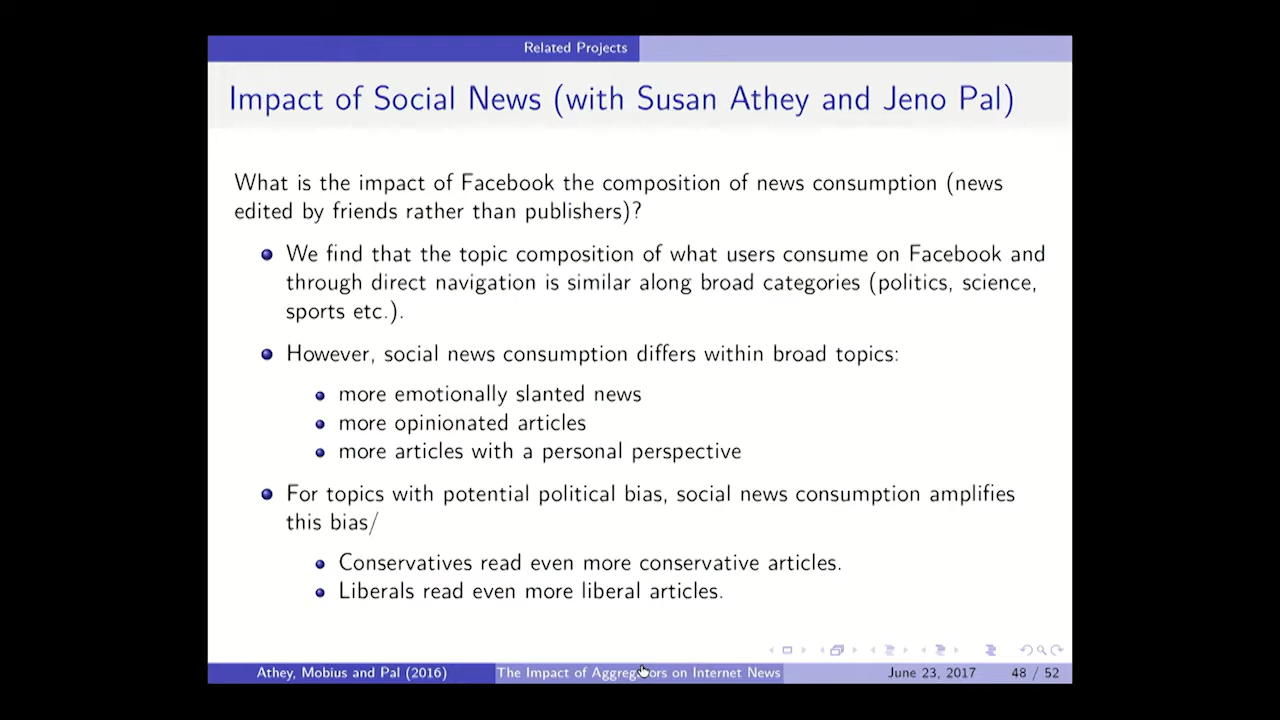 Related Projects
Impact of Social News (with Susan Athey and Jeno Pal)
What is the impact of Facebook the composition of news consumption (news
edited by friends rather than publishers)?
We find that the topic composition of what users consume on Facebook and
through direct navigation is similar along broad categories (politics, science,
sports etc.).
However, social news consumption differs within broad topics:
more emotionally slanted news
more opinionated articles
more articles with a personal perspective
For topics with potential political bias, social news consumption amplifies
this bias/
Conservatives read even more conservative articles.
Liberals read even more liberal articles.
Athey, Mobius and Pal (2016) The Impact of Aggregators on Internet News June 23, 2017 48 / 52